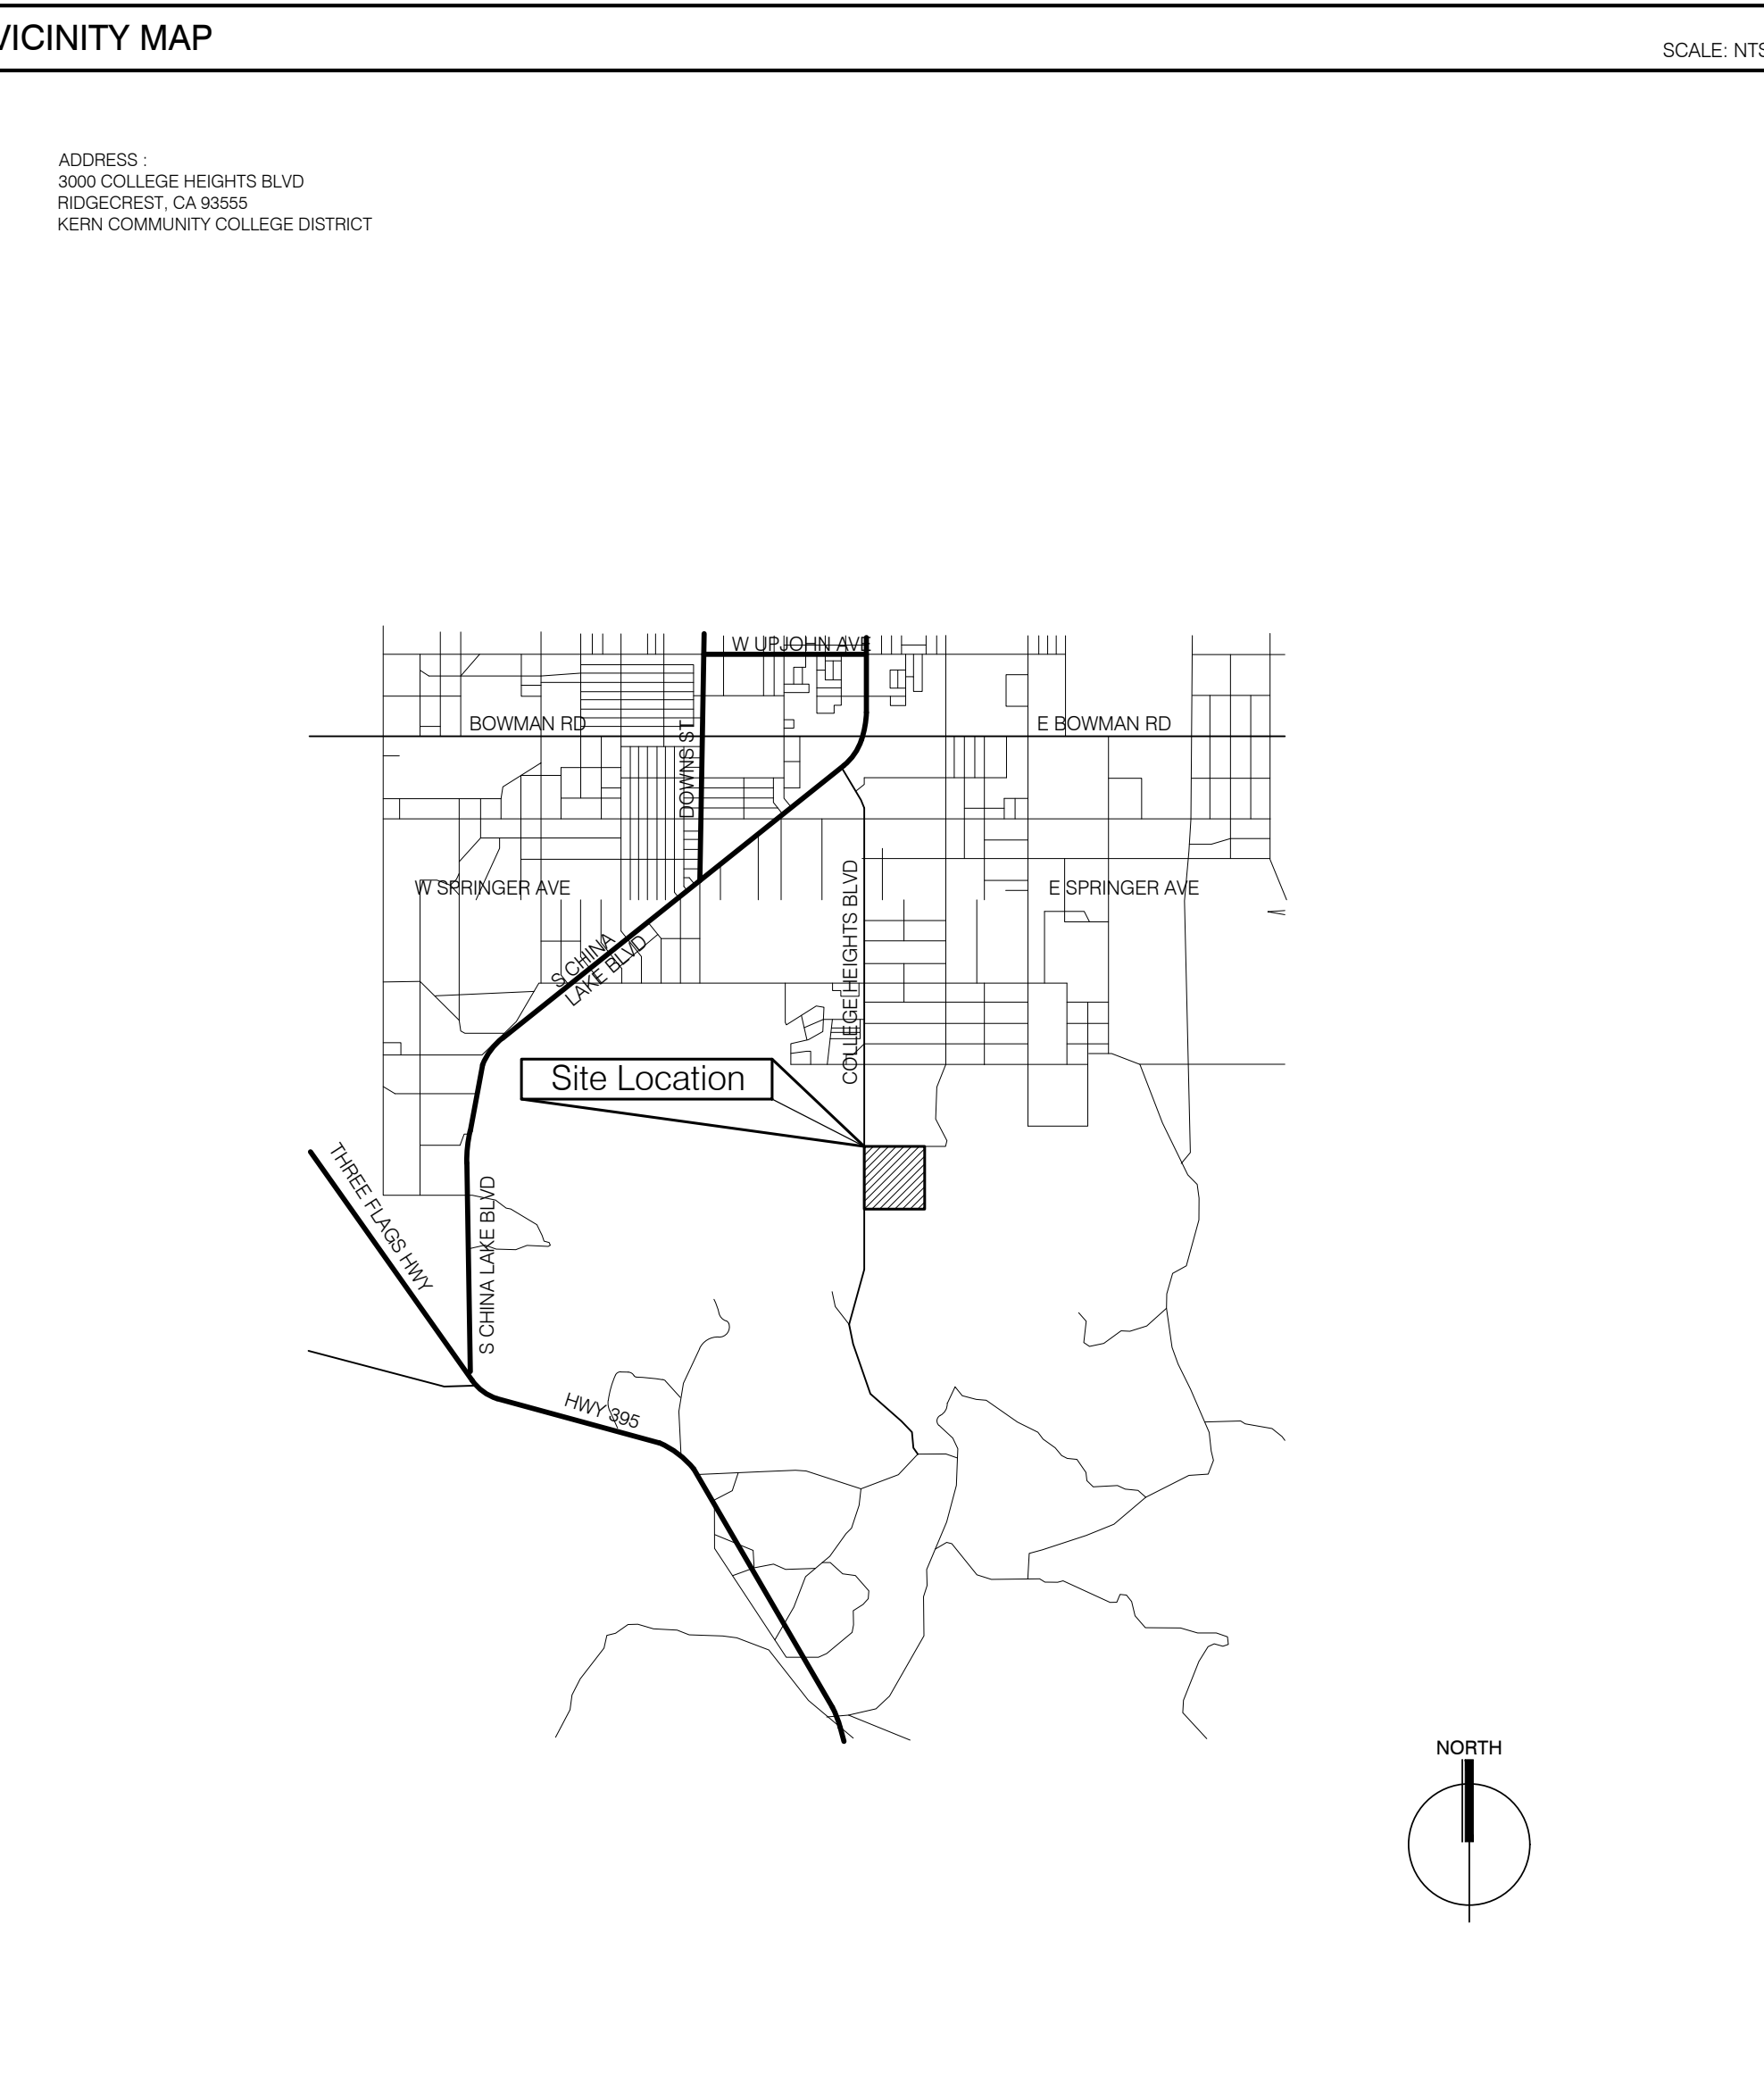 VICINITY MAP
SCALE: NTS
ADDRESS :
3000 COLLEGE HEIGHTS BLVD
RIDGECREST, CA 93555
KERN COMMUNITY COLLEGE DISTRICT
W UPJOHN AVE
BOWMAN RD
E BOWMAN RD
DOWNS ST
W SPRINGER AVE
E SPRINGER AVE
COLLEGE HEIGHTS BLVD
S CHINA
LAKE BLVD
Site Location
THREE FLAGS HWY
S CHINA LAKE BLVD
HWY 395
NORTH